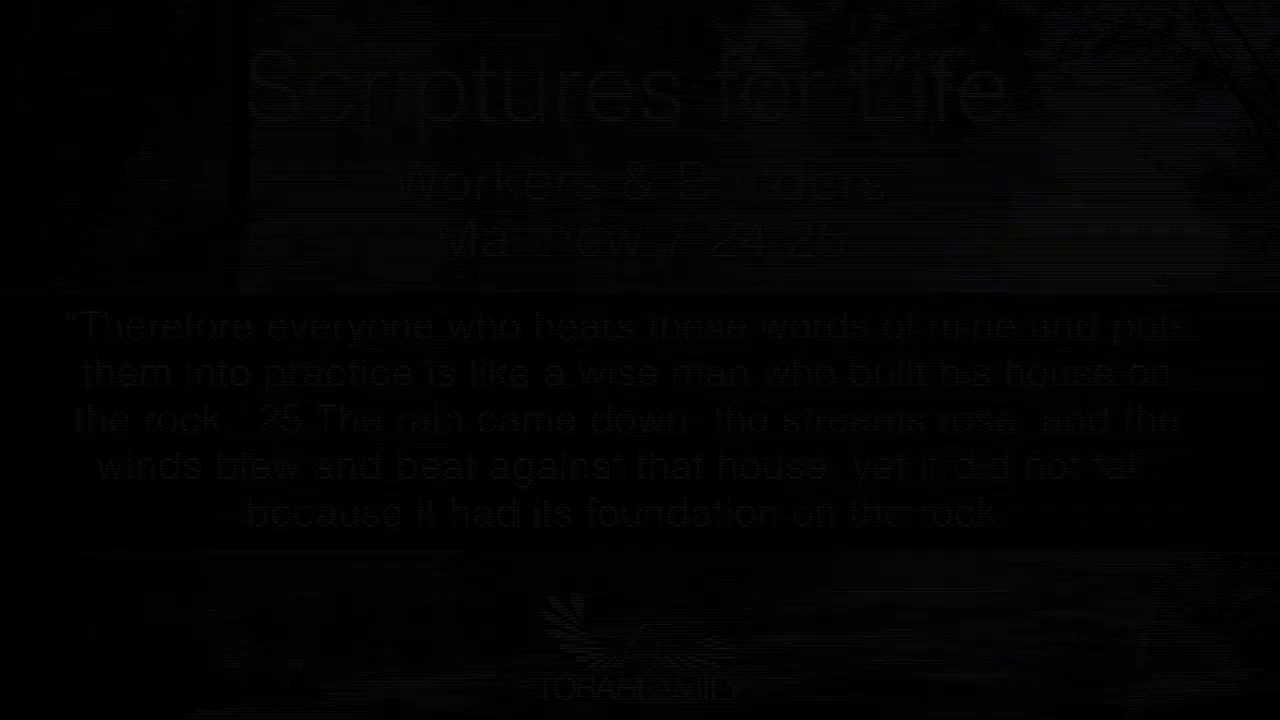 Scriptures for Life
Workers & Builders
Matthew 7:24-25
"Therefore everyone who hears these words of mine and puts
them into practice is like a wise man who built his house on
the rock. 25 The rain came down, the streams rose, and the
winds blew and beat against that house, yet it did not fall,
because it had its foundation on the rock.
TORAHFAMILY